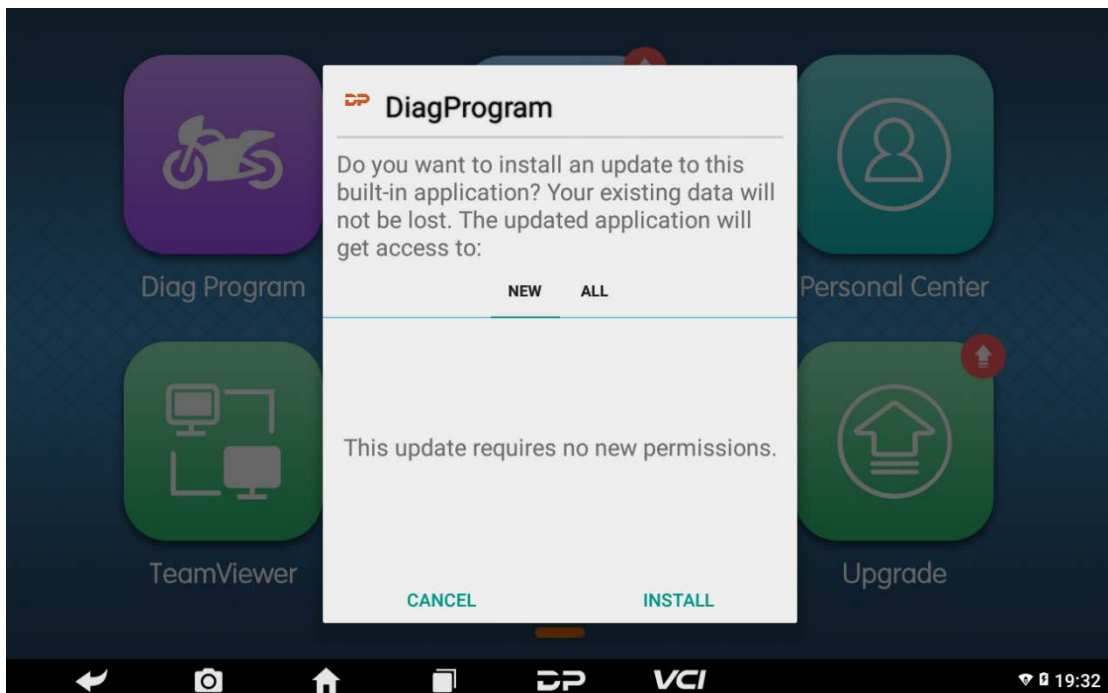 DP DiagProgram
Do you want to install an update to this
built-in application? Your existing data will
not be lost. The updated application will
get access to:
NEW ALL
Diag Program
Personal Center
This update requires no new permissions.
TeamViewer
Upgrade
CANCEL INSTALL
DP VCI 19:32